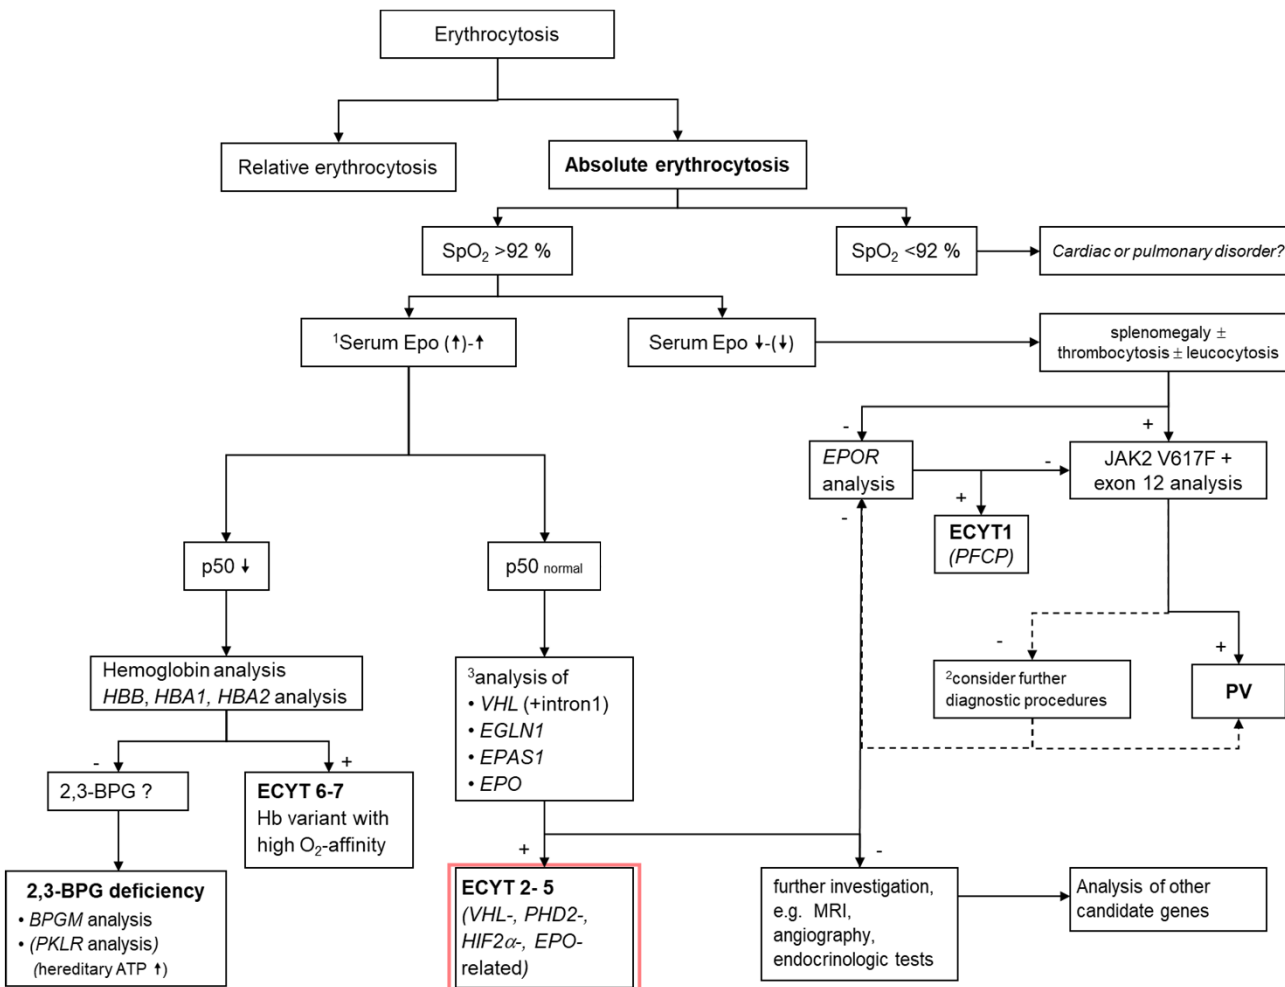 Erythrocytosis
Relative erythrocytosis
Absolute erythrocytosis
SpO₂ >92 %
SpO₂ <92 %
Cardiac or pulmonary disorder?
¹Serum Epo (↑)-↑
Serum Epo ↓-(↓)
splenomegaly ±
thrombocytosis ± leucocytosis
-
+
EPOR
analysis
-
JAK2 V617F +
exon 12 analysis
+
-
ECYT1
(PFCP)
p50 ↓
p50 normal
-
+
Hemoglobin analysis
HBB, HBA1, HBA2 analysis
³analysis of
• VHL (+intron1)
• EGLN1
• EPAS1
• EPO
²consider further
diagnostic procedures
PV
-
+
2,3-BPG ?
ECYT 6-7
Hb variant with
high O₂-affinity
+
-
2,3-BPG deficiency
• BPGM analysis
• (PKLR analysis)
(hereditary ATP ↑)
ECYT 2- 5
(VHL-, PHD2-,
HIF2α-, EPO-
related)
further investigation,
e.g. MRI,
angiography,
endocrinologic tests
Analysis of other
candidate genes